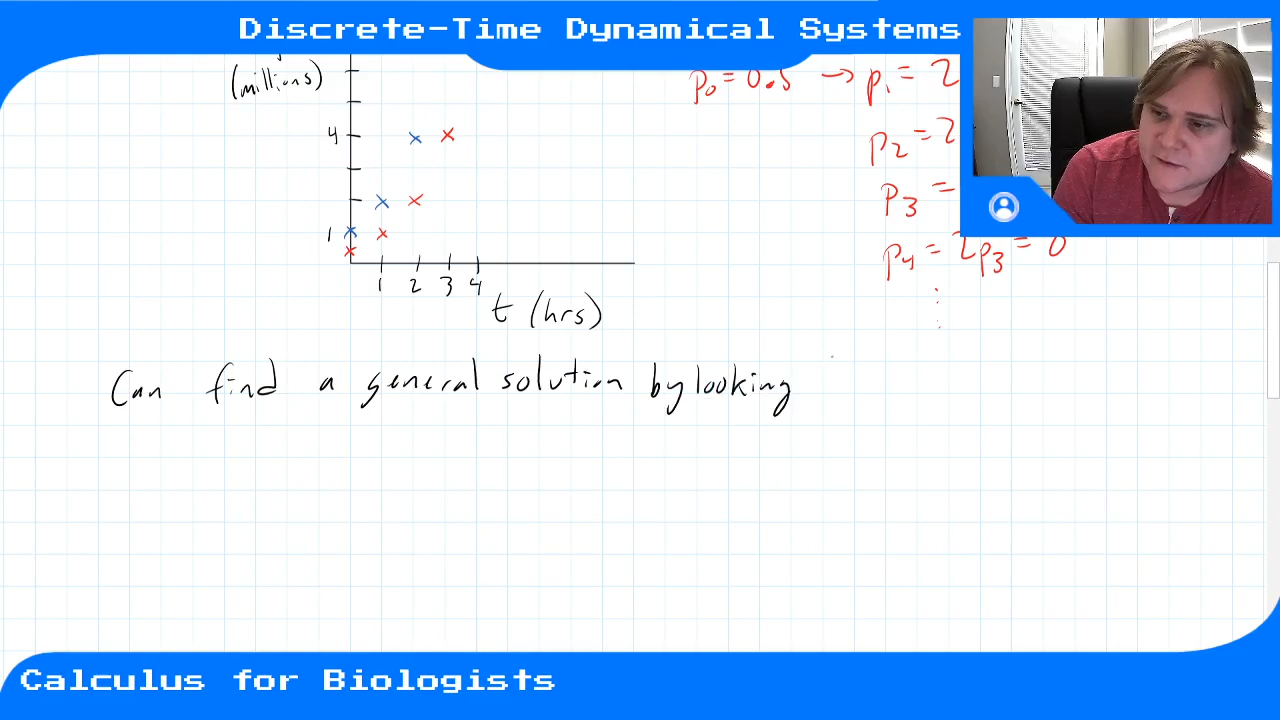 Discrete-Time Dynamical Systems
(millions)
4
1
1 2 3 4
t (hrs)
p₀ = 0.5 → p₁ = 2
p₂ = 2
p₃ =
p₄ = 2p₃ =
Can find a general solution by looking
Calculus for Biologists